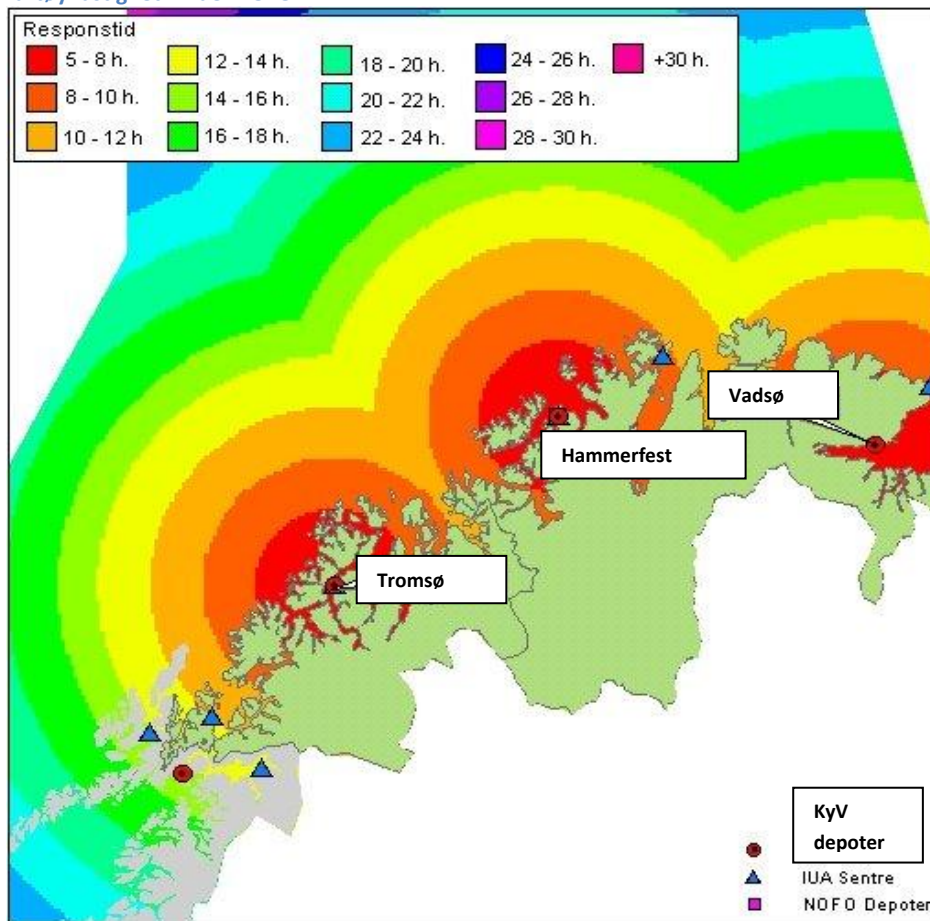 Responstid
5 - 8 h.
8 - 10 h.
10 - 12 h
12 - 14 h.
14 - 16 h.
16 - 18 h.
18 - 20 h.
20 - 22 h.
22 - 24 h.
24 - 26 h.
26 - 28 h.
28 - 30 h.
+30 h.
Vadsø
Hammerfest
Tromsø
KyV
depoter
IUA Sentre
NOFO Depoter